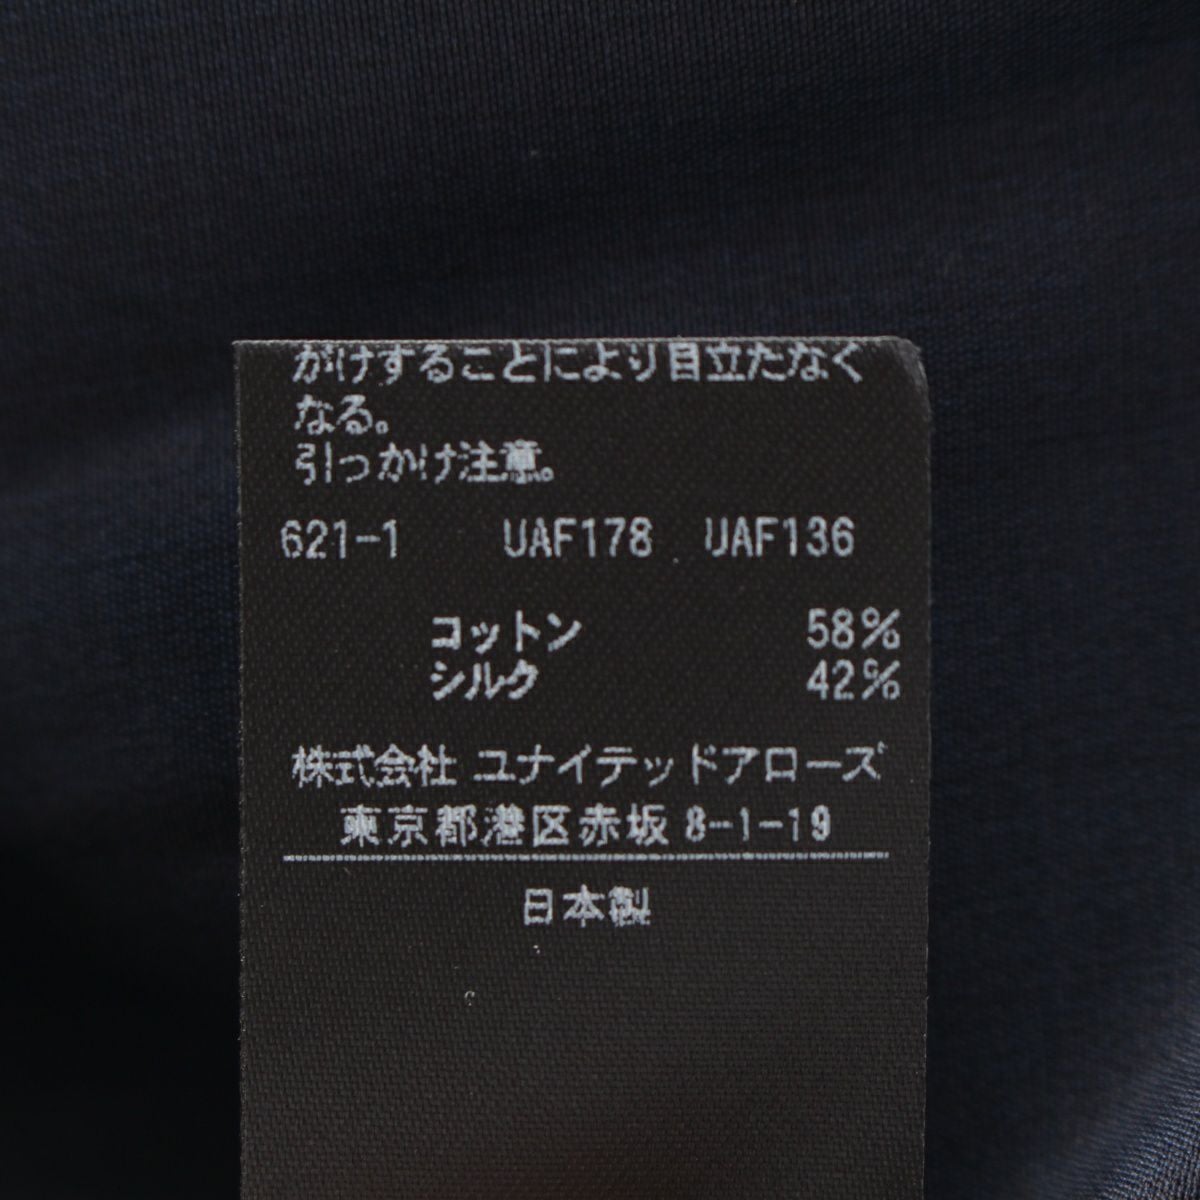 がけすることにより目立たなく
なる。
引っかけ注意。
621-1 UAF178 UAF136
コットン 58%
シルク 42%
株式会社 ユナイテッドアローズ
東京都港区赤坂 8-1-19
日本製